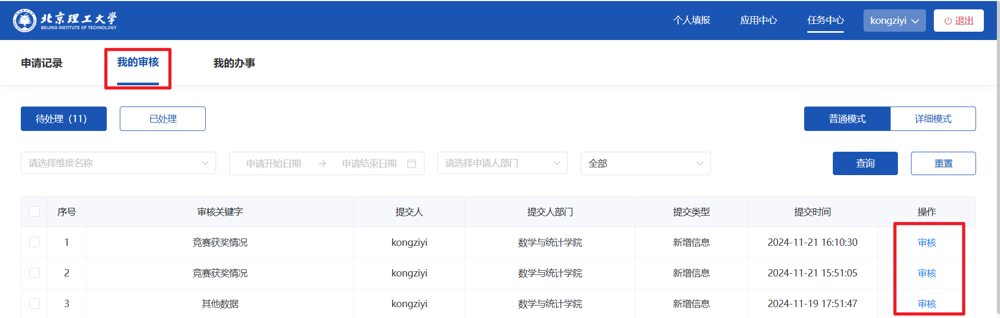 北京理工大学
BEIJING INSTITUTE OF TECHNOLOGY
个人填报 应用中心 任务中心 kongziyi 退出
申请记录 我的审核 我的办事
待处理（11） 已处理 普通模式 详细模式
请选择维度名称 申请开始日期 → 申请结束日期 请选择申请人部门 全部 查询 重置
序号 审核关键字 提交人 提交人部门 提交类型 提交时间 操作
1 竞赛获奖情况 kongziyi 数学与统计学院 新增信息 2024-11-21 16:10:30 审核
2 竞赛获奖情况 kongziyi 数学与统计学院 新增信息 2024-11-21 15:51:05 审核
3 其他数据 kongziyi 数学与统计学院 新增信息 2024-11-19 17:51:47 审核